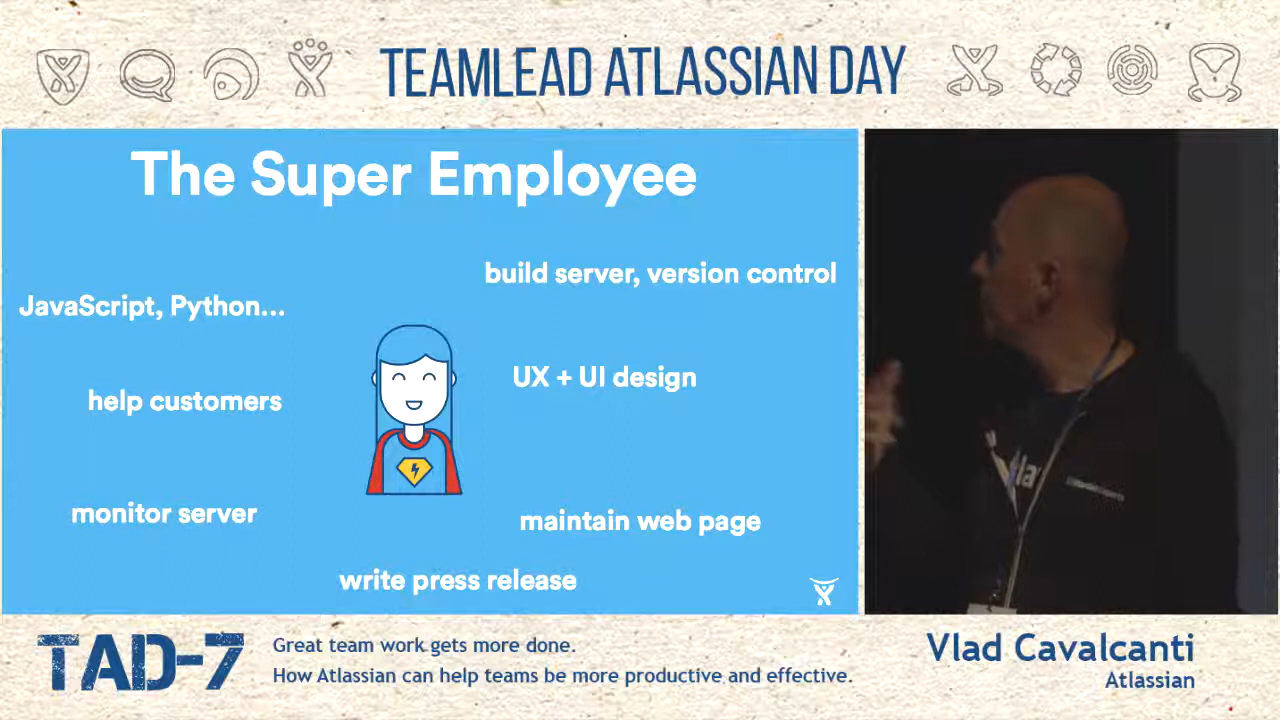 TEAMLEAD ATLASSIAN DAY
The Super Employee
build server, version control
JavaScript, Python...
UX + UI design
help customers
monitor server
maintain web page
write press release
TAD-7
Great team work gets more done.
How Atlassian can help teams be more productive and effective.
Vlad Cavalcanti
Atlassian